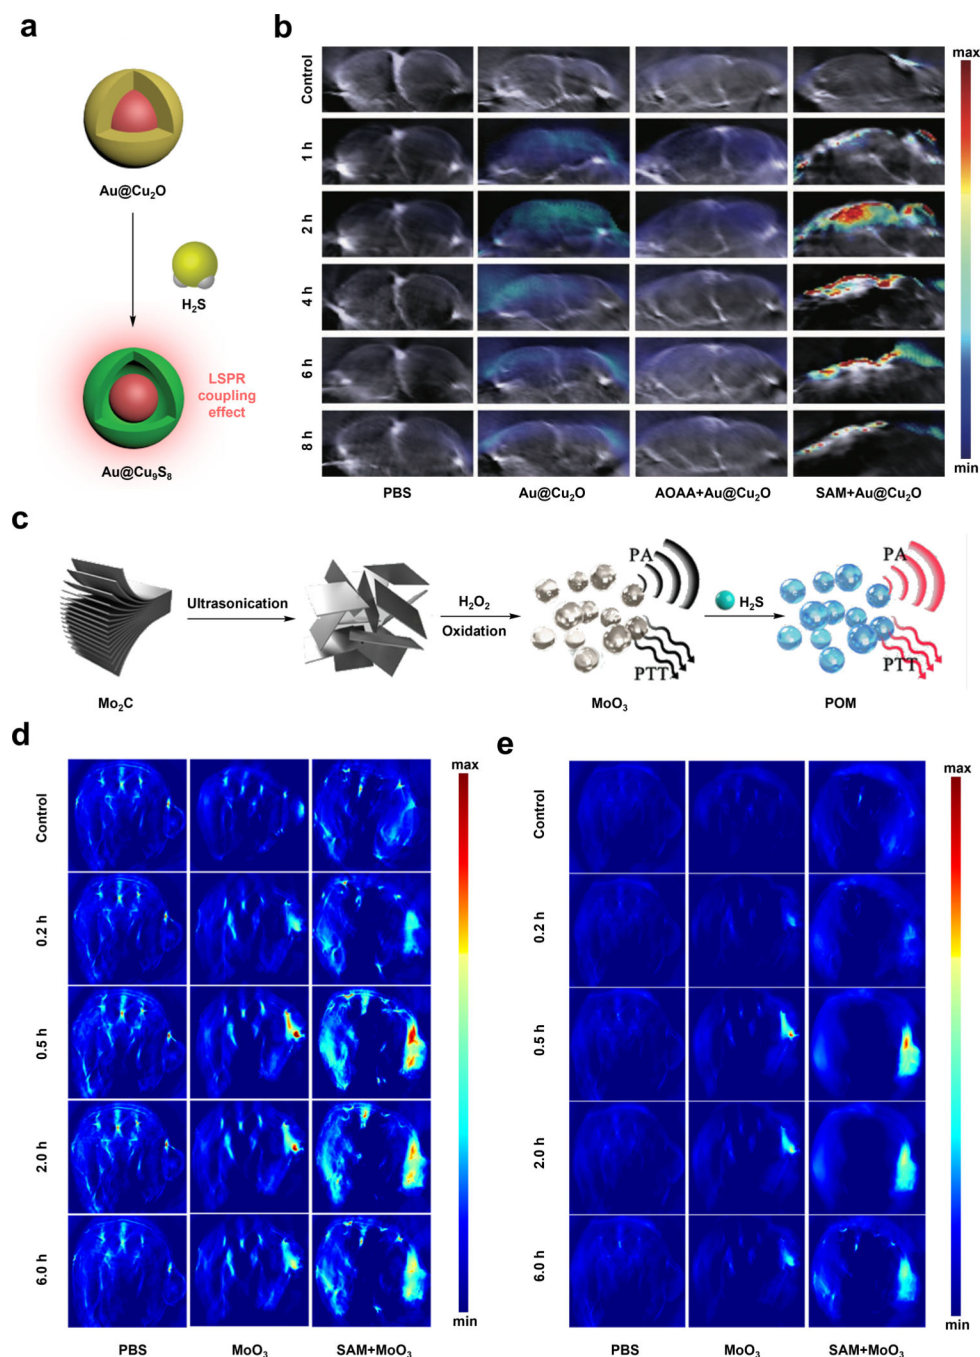 a
Au@Cu₂O
H₂S
LSPR
coupling
effect
Au@Cu₉S₈
b
Control
1 h
2 h
4 h
6 h
8 h
PBS
Au@Cu₂O
AOAA+Au@Cu₂O
SAM+Au@Cu₂O
max
min
c
Mo₂C
Ultrasonication
H₂O₂
Oxidation
PA
PTT
MoO₃
H₂S
PA
PTT
POM
d
Control
0.2 h
0.5 h
2.0 h
6.0 h
PBS
MoO₃
SAM+MoO₃
max
min
e
Control
0.2 h
0.5 h
2.0 h
6.0 h
PBS
MoO₃
SAM+MoO₃
max
min